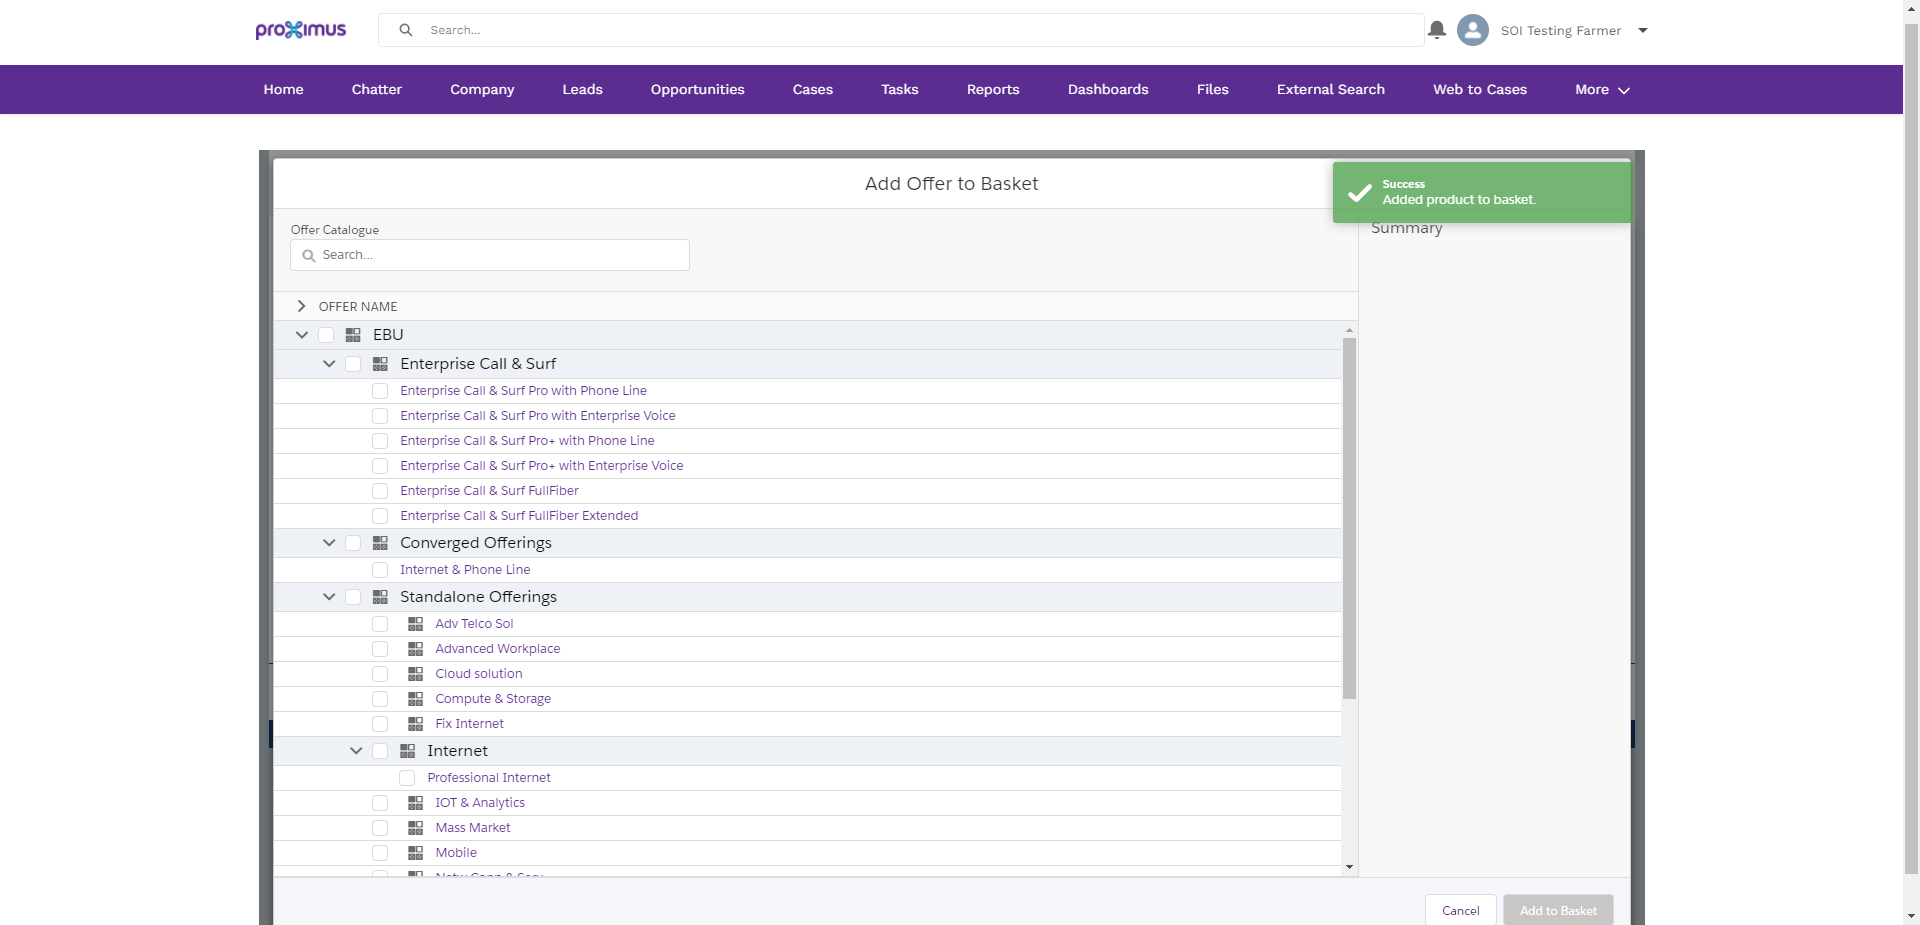 proximus
Search...
SOI Testing Farmer
Home Chatter Company Leads Opportunities Cases Tasks Reports Dashboards Files External Search Web to Cases More
Add Offer to Basket
Success
Added product to basket.
Offer Catalogue
Search...
Summary
OFFER NAME
EBU
Enterprise Call & Surf
Enterprise Call & Surf Pro with Phone Line
Enterprise Call & Surf Pro with Enterprise Voice
Enterprise Call & Surf Pro+ with Phone Line
Enterprise Call & Surf Pro+ with Enterprise Voice
Enterprise Call & Surf FullFiber
Enterprise Call & Surf FullFiber Extended
Converged Offerings
Internet & Phone Line
Standalone Offerings
Adv Telco Sol
Advanced Workplace
Cloud solution
Compute & Storage
Fix Internet
Internet
Professional Internet
IOT & Analytics
Mass Market
Mobile
Cancel
Add to Basket